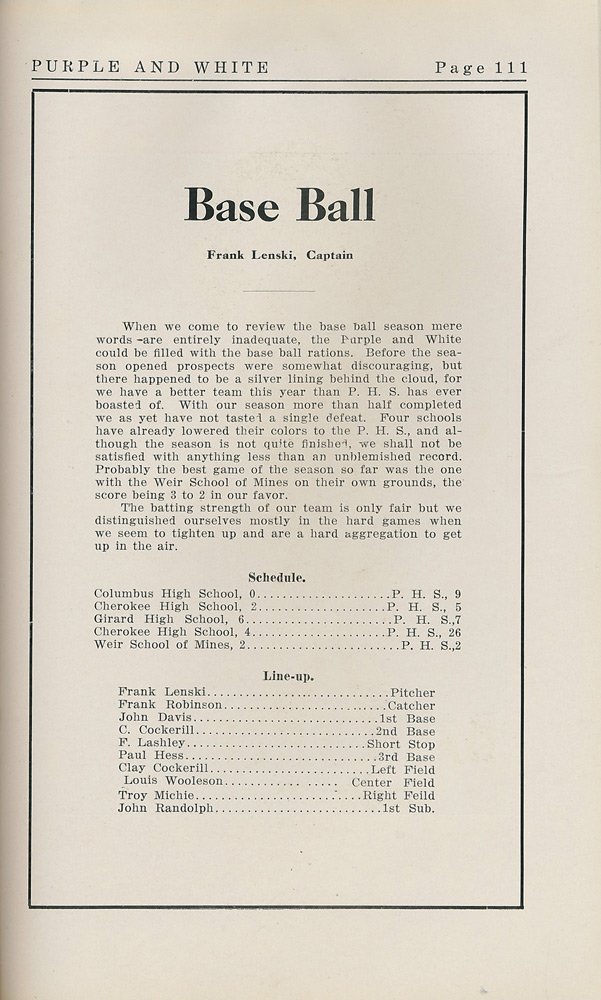 PURPLE AND WHITE Page 111
Base Ball
Frank Lenski, Captain
When we come to review the base ball season mere
words are entirely inadequate, the Purple and White
could be filled with the base ball rations. Before the sea-
son opened prospects were somewhat discouraging, but
there happened to be a silver lining behind the cloud, for
we have a better team this year than P. H. S. has ever
boasted of. With our season more than half completed
we as yet have not tasted a single defeat. Four schools
have already lowered their colors to the P. H. S., and al-
though the season is not quite finished, we shall not be
satisfied with anything less than an unblemished record.
Probably the best game of the season so far was the one
with the Weir School of Mines on their own grounds, the
score being 3 to 2 in our favor.
The batting strength of our team is only fair but we
distinguished ourselves mostly in the hard games when
we seem to tighten up and are a hard aggregation to get
up in the air.
Schedule.
Columbus High School, 0.....................P. H. S., 9
Cherokee High School, 2....................P. H. S., 5
Girard High School, 6.......................P. H. S.,7
Cherokee High School, 4.....................P. H. S., 26
Weir School of Mines, 2........................P. H. S.,2
Line-up.
Frank Lenski.............................Pitcher
Frank Robinson..........................Catcher
John Davis.............................1st Base
C. Cockerill............................2nd Base
F. Lashley............................Short Stop
Paul Hess..............................3rd Base
Clay Cockerill.........................Left Field
Louis Wooleson............ ..... Center Field
Troy Michie..........................Right Feild
John Randolph..........................1st Sub.